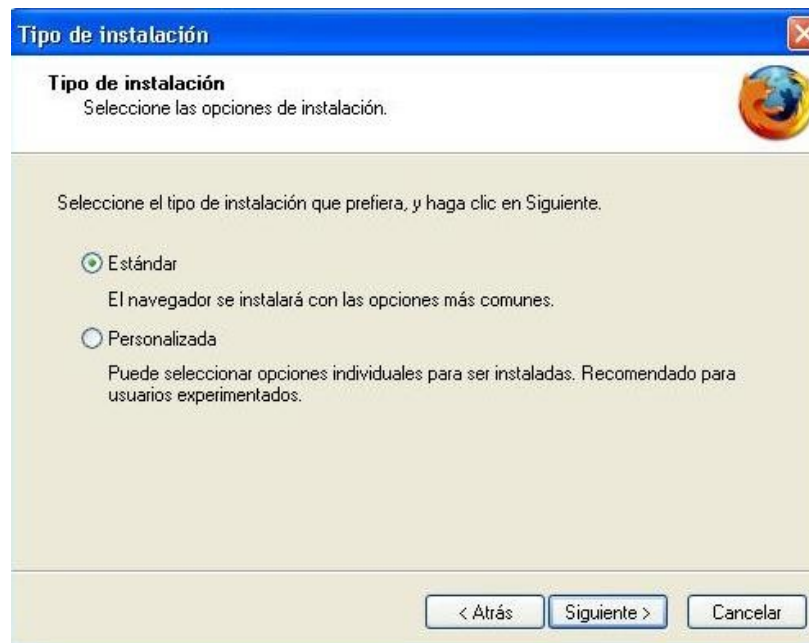 Tipo de instalación
Tipo de instalación
Seleccione las opciones de instalación.
Seleccione el tipo de instalación que prefiera, y haga clic en Siguiente.
Estándar
El navegador se instalará con las opciones más comunes.
Personalizada
Puede seleccionar opciones individuales para ser instaladas. Recomendado para
usuarios experimentados.
< Atrás
Siguiente >
Cancelar